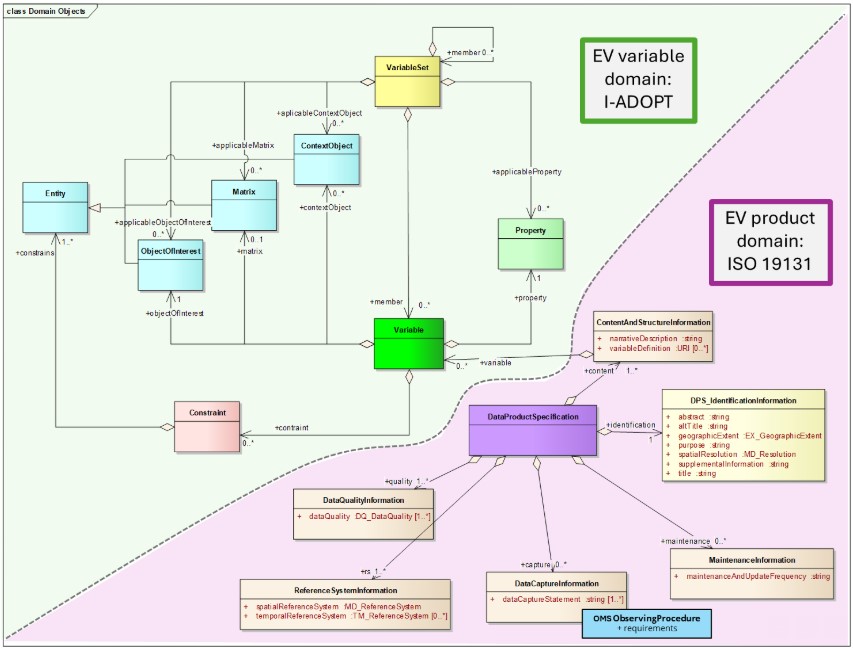 class Domain Objects
+member 0..*
VariableSet
EV variable
domain:
I-ADOPT
+aplicableContextObject
0..*
+applicableMatrix
ContextObject
0..*
+applicableProperty
Entity
Matrix
0..*
+contextObject
0..*
+applicableObjectOfInterest
0..*
0..1
+matrix
Property
EV product
domain:
ISO 19131
1..*
+constrains
ObjectOfInterest
1
+objectOfInterest
1
+property
+member 0..*
Variable
0..*
+variable
ContentAndStructureInformation
+ narrativeDescription :string
+ variableDefinition :URI [0..*]
+content 1..*
Constraint
0..*
+contraint
DataProductSpecification
+identification
1
DPS_IdentificationInformation
+ abstract :string
+ altTitle :string
+ geographicExtent :EX_GeographicExtent
+ purpose :string
+ spatialResolution :MD_Resolution
+ supplementalInformation :string
+ title :string
+quality 1..*
DataQualityInformation
+ dataQuality :DQ_DataQuality [1..*]
+rs 1..*
ReferenceSystemInformation
+ spatialReferenceSystem :MD_ReferenceSystem
+ temporalReferenceSystem :TM_ReferenceSystem [0..*]
+capture 0..*
DataCaptureInformation
+ dataCaptureStatement :string [1..*]
OMS ObservingProcedure
+ requirements
+maintenance 0..*
MaintenanceInformation
+ maintenanceAndUpdateFrequency :string